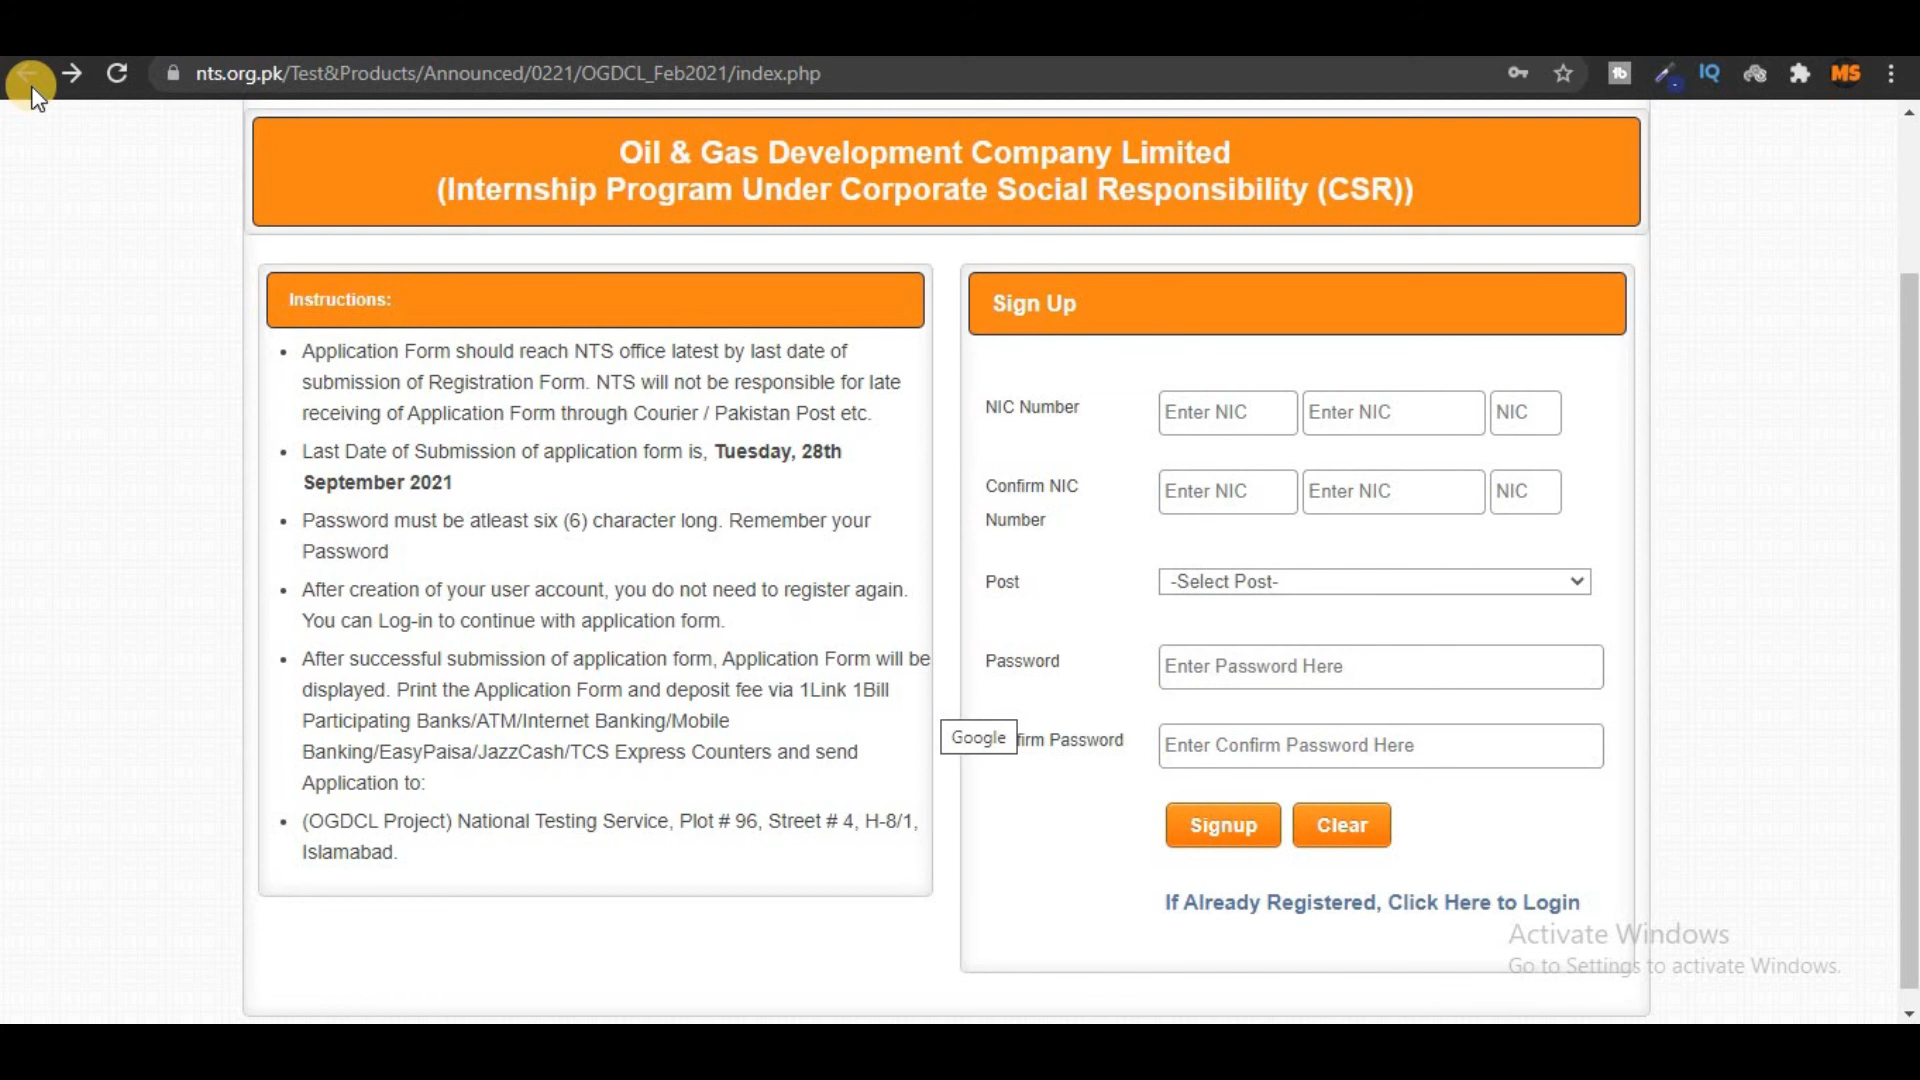 nts.org.pk/Test&Products/Announced/0221/OGDCL_Feb2021/index.php
tb
IQ
MS
Oil & Gas Development Company Limited
(Internship Program Under Corporate Social Responsibility (CSR))
Instructions:
• Application Form should reach NTS office latest by last date of
submission of Registration Form. NTS will not be responsible for late
receiving of Application Form through Courier / Pakistan Post etc.
• Last Date of Submission of application form is, Tuesday, 28th
September 2021
• Password must be atleast six (6) character long. Remember your
Password
• After creation of your user account, you do not need to register again.
You can Log-in to continue with application form.
• After successful submission of application form, Application Form will be
displayed. Print the Application Form and deposit fee via 1Link 1Bill
Participating Banks/ATM/Internet Banking/Mobile
Banking/EasyPaisa/JazzCash/TCS Express Counters and send
Application to:
• (OGDCL Project) National Testing Service, Plot # 96, Street # 4, H-8/1,
Islamabad.
Sign Up
NIC Number Enter NIC Enter NIC NIC
Confirm NIC
Number
Enter NIC Enter NIC NIC
Post -Select Post-
Password Enter Password Here
Google
firm Password Enter Confirm Password Here
Signup Clear
If Already Registered, Click Here to Login
Activate Windows
Go to Settings to activate Windows.